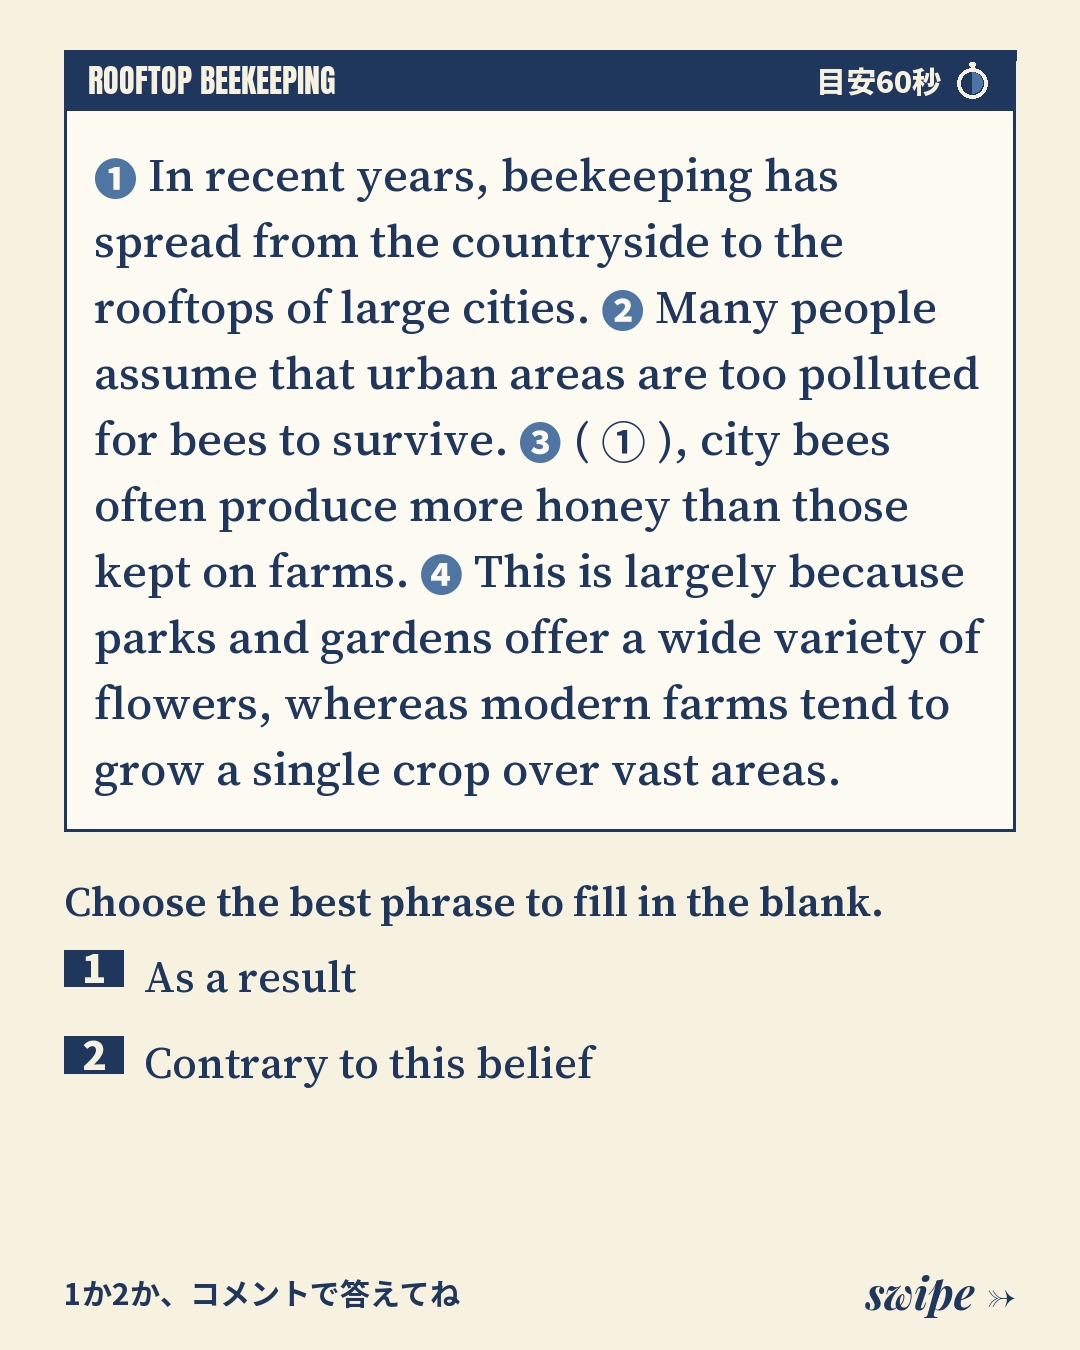 ROOFTOP BEEKEEPING
目安60秒
❶ In recent years, beekeeping has
spread from the countryside to the
rooftops of large cities. ❷ Many people
assume that urban areas are too polluted
for bees to survive. ❸ ( ① ), city bees
often produce more honey than those
kept on farms. ❹ This is largely because
parks and gardens offer a wide variety of
flowers, whereas modern farms tend to
grow a single crop over vast areas.
Choose the best phrase to fill in the blank.
1 As a result
2 Contrary to this belief
1か2か、コメントで答えてね
swipe